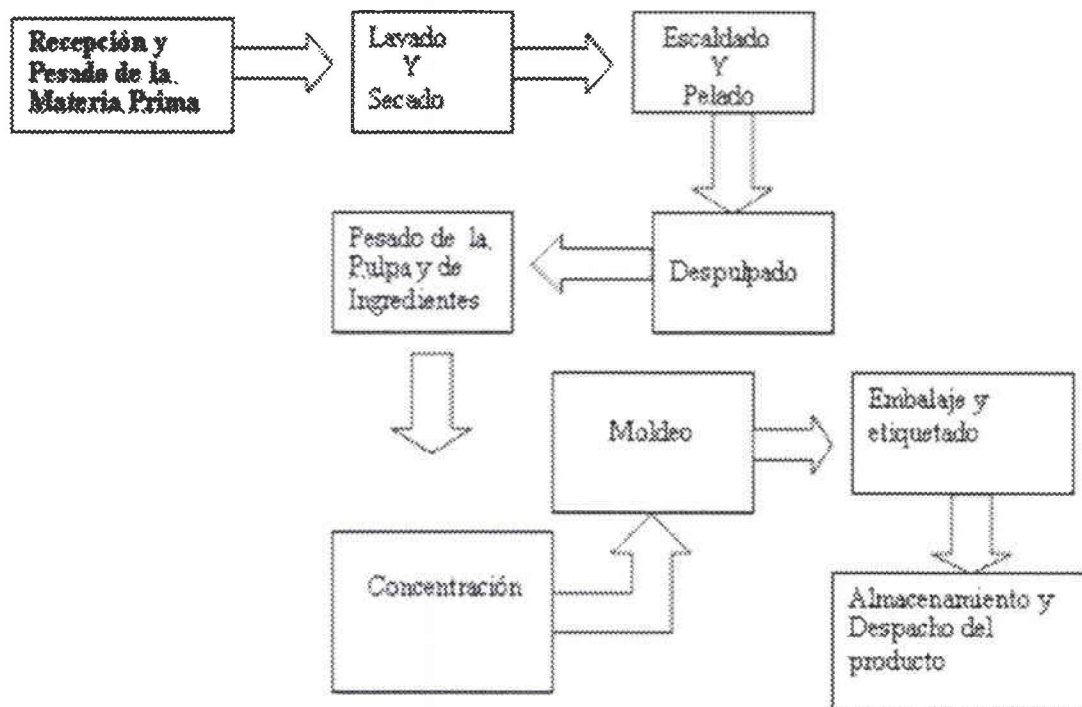 Recepción y
Pesado de la
Materia Prima
Lavado
Y
Secado
Escaldado
Y
Pelado
Despulpado
Pesado de la
Pulpa y de
Ingredientes
Concentración
Moldeo
Embalaje y
etiquetado
Almacenamiento y
Despacho del
producto